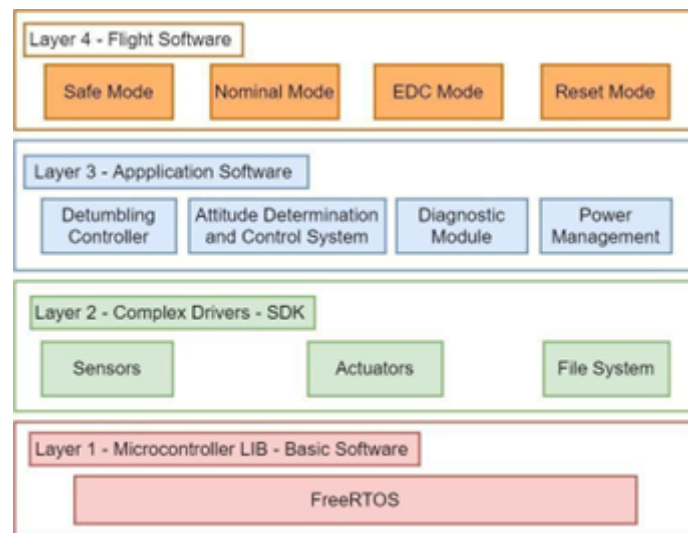 Layer 4 - Flight Software
Safe Mode
Nominal Mode
EDC Mode
Reset Mode
Layer 3 - Appplication Software
Detumbling
Controller
Attitude Determination
and Control System
Diagnostic
Module
Power
Management
Layer 2 - Complex Drivers - SDK
Sensors
Actuators
File System
Layer 1 - Microcontroller LIB - Basic Software
FreeRTOS